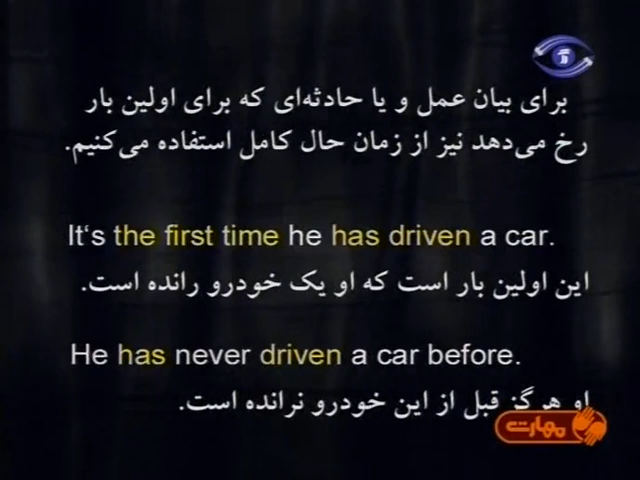 برای بیان عمل و یا حادثه‌ای که برای اولین بار
رخ می‌دهد نیز از زمان حال کامل استفاده می‌کنیم.
It‘s the first time he has driven a car.
این اولین بار است که او یک خودرو رانده است.
He has never driven a car before.
او هرگز قبل از این خودرو نرانده است.
مهارت